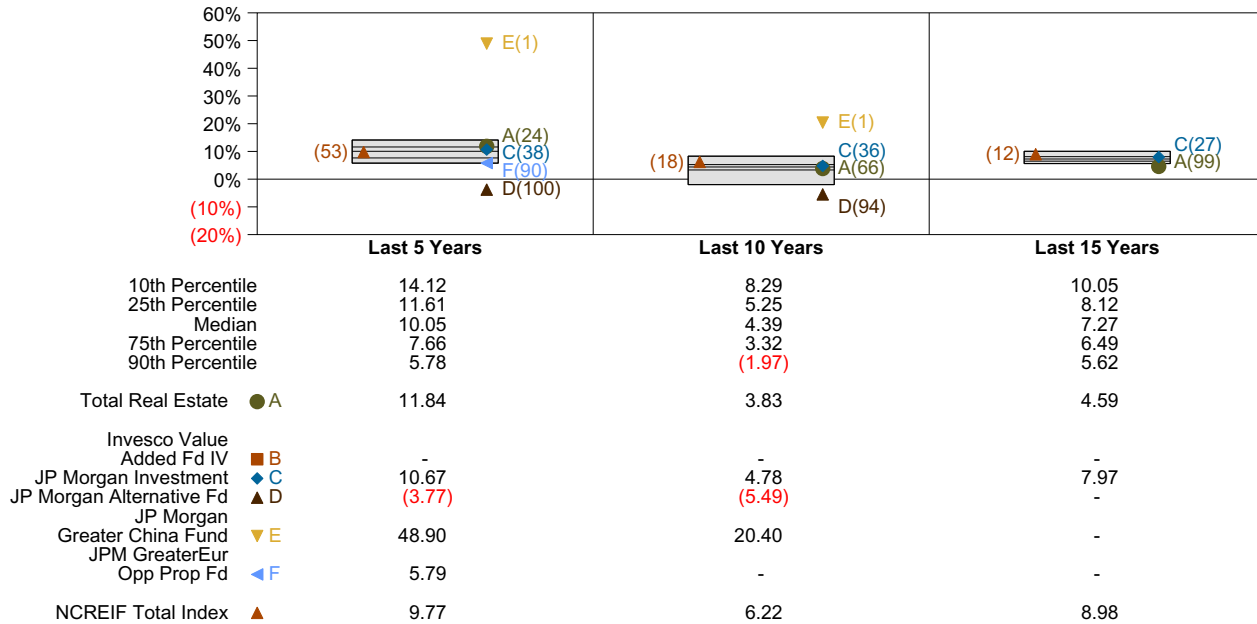 60%
50%
40%
30%
20%
10%
0%
(10%)
(20%)
E(1)
A(24)
(53)
C(38)
F(90)
D(100)
E(1)
C(36)
(18)
A(66)
D(94)
C(27)
(12)
A(99)
Last 5 Years Last 10 Years Last 15 Years
10th Percentile 14.12 8.29 10.05
25th Percentile 11.61 5.25 8.12
Median 10.05 4.39 7.27
75th Percentile 7.66 3.32 6.49
90th Percentile 5.78 (1.97) 5.62
Total Real Estate A 11.84 3.83 4.59
Invesco Value
Added Fd IV B - - -
JP Morgan Investment C 10.67 4.78 7.97
JP Morgan Alternative Fd D (3.77) (5.49) -
JP Morgan
Greater China Fund E 48.90 20.40 -
JPM GreaterEur
Opp Prop Fd F 5.79 - -
NCREIF Total Index 9.77 6.22 8.98